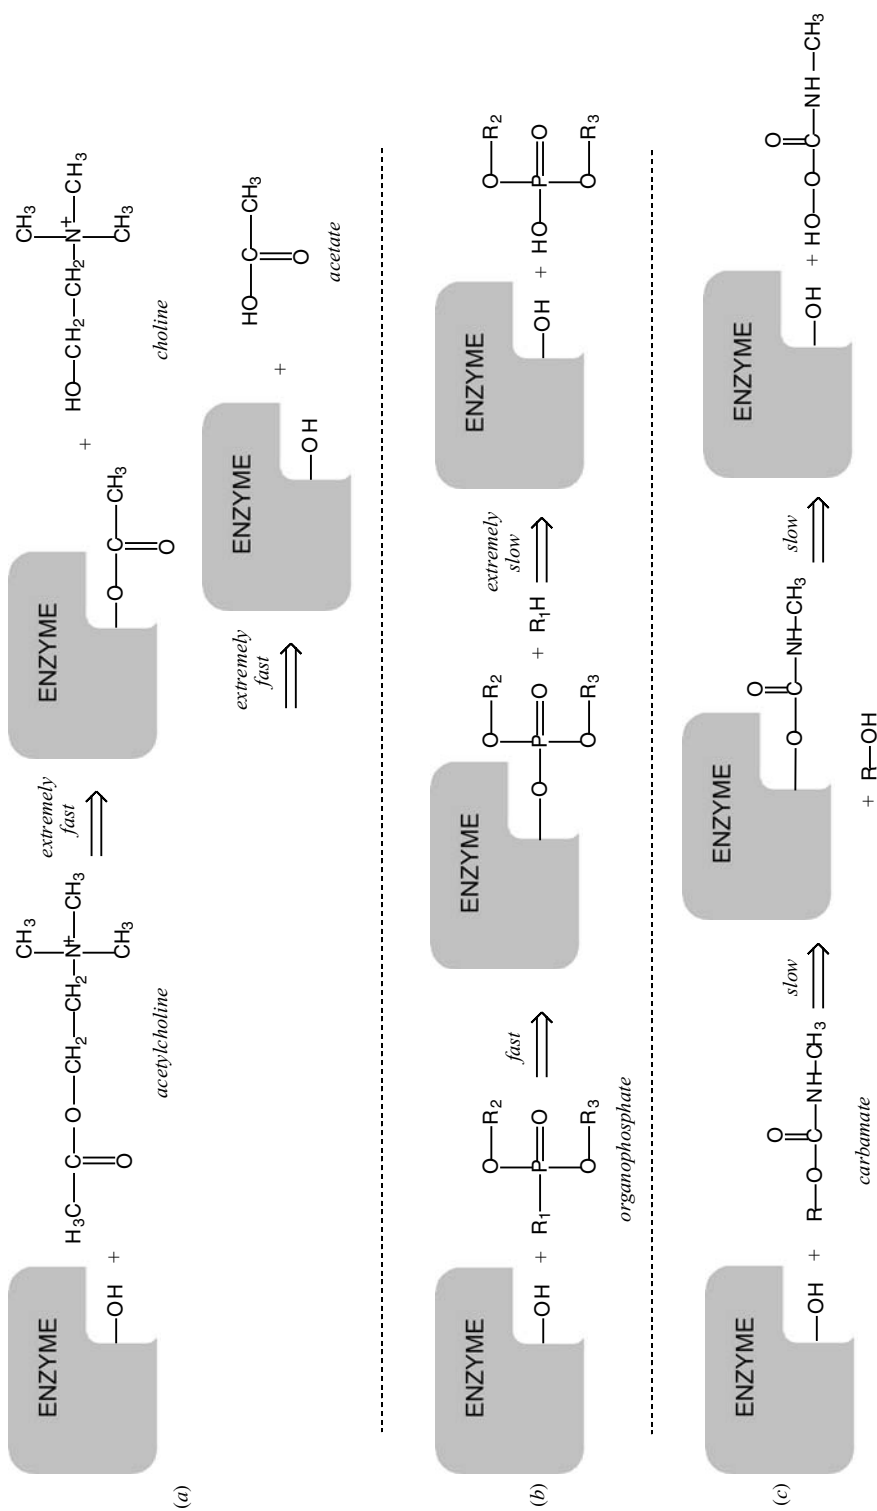 (a)
ENZYME
OH
+
H3C—C—O—CH2—CH2—N+—CH3
O
CH3
CH3
acetylcholine
extremely
fast
ENZYME
O—C—CH3
O
+
HO—CH2—CH2—N+—CH3
CH3
CH3
choline
extremely
fast
ENZYME
OH
+
HO—C—CH3
O
acetate
(b)
ENZYME
OH
+
R1—P=O
O—R2
O—R3
organophosphate
fast
ENZYME
O—P=O
O—R2
O—R3
+ R1H
extremely
slow
ENZYME
OH
+
HO—P=O
O—R2
O—R3
(c)
ENZYME
OH
+
R—O—C—NH—CH3
O
carbamate
slow
ENZYME
O—C—NH—CH3
O
+ R—OH
slow
ENZYME
OH
+
HO—O—C—NH—CH3
O